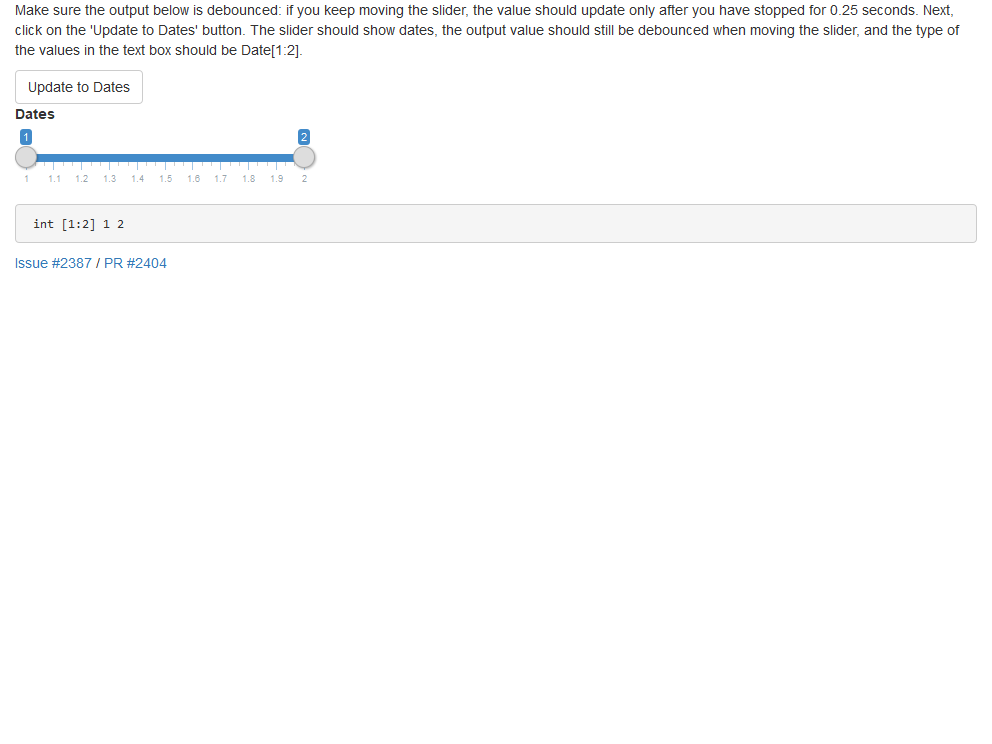 Make sure the output below is debounced: if you keep moving the slider, the value should update only after you have stopped for 0.25 seconds. Next,
click on the 'Update to Dates' button. The slider should show dates, the output value should still be debounced when moving the slider, and the type of
the values in the text box should be Date[1:2].
Update to Dates
Dates
1 2
1 1.1 1.2 1.3 1.4 1.5 1.6 1.7 1.8 1.9 2
int [1:2] 1 2
Issue #2387 / PR #2404